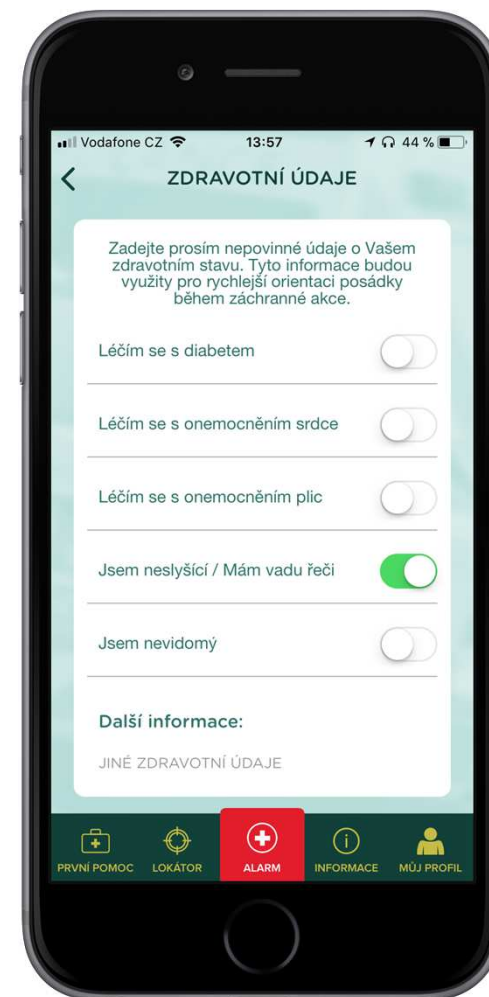 Vodafone CZ 13:57 44 %
ZDRAVOTNÍ ÚDAJE
Zadejte prosím nepovinné údaje o Vašem
zdravotním stavu. Tyto informace budou
využity pro rychlejší orientaci posádky
během záchranné akce.
Léčím se s diabetem
Léčím se s onemocněním srdce
Léčím se s onemocněním plic
Jsem neslyšící / Mám vadu řeči
Jsem nevidomý
Další informace:
JINÉ ZDRAVOTNÍ ÚDAJE
PRVNÍ POMOC LOKÁTOR ALARM INFORMACE MŮJ PROFIL